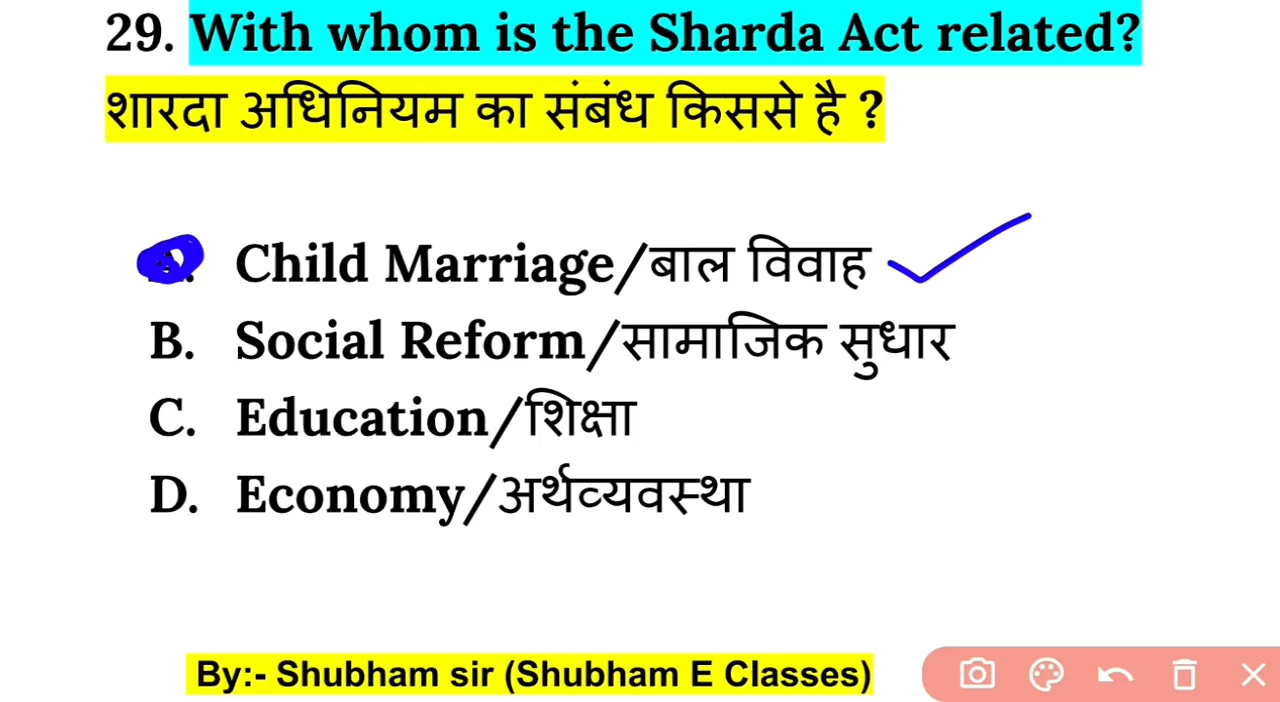 29. With whom is the Sharda Act related?
शारदा अधिनियम का संबंध किससे है ?
Child Marriage/बाल विवाह
B. Social Reform/सामाजिक सुधार
C. Education/शिक्षा
D. Economy/अर्थव्यवस्था
By:- Shubham sir (Shubham E Classes)